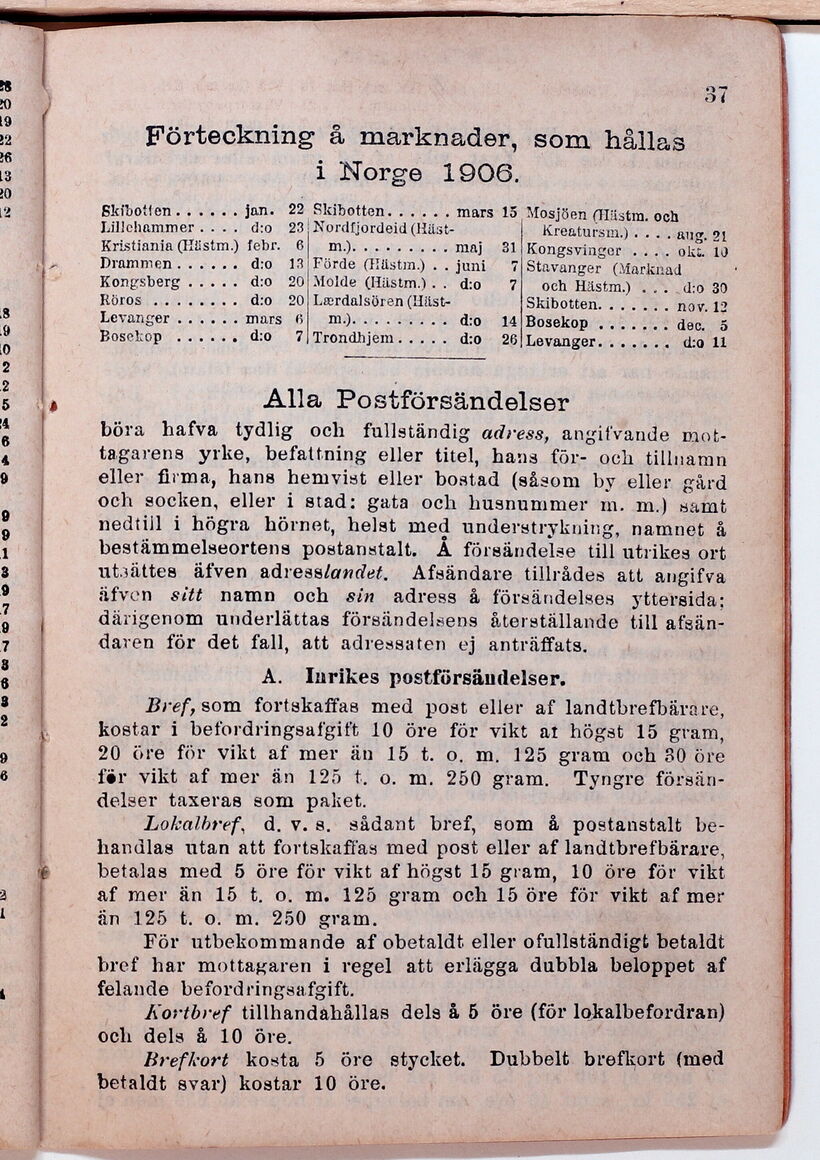 37
Förteckning å marknader, som hållas
i Norge 1906.
Skibotten...... jan. 22
Lillehammer .... d:o 23
Kristiania (Hästm.) febr. 6
Drammen ...... d:o 13
Kongsberg ..... d:o 20
Röros ........ d:o 20
Levanger ...... mars 6
Bosekop ...... d:o 7
Skibotten...... mars 15
Nordfjordeid (Häst-
m.)......... maj 31
Förde (Hästm.) .. juni 7
Molde (Hästm.) .. d:o 7
Lærdalsören (Häst-
m.)......... d:o 14
Trondhjem..... d:o 26
Mosjöen (Hästm. och
Kreatursm.) .... aug. 21
Kongsvinger .... okt. 10
Stavanger (Marknad
och Hästm.) ... d:o 30
Skibotten....... nov. 12
Bosekop ....... dec. 5
Levanger....... d:o 11
Alla Postförsändelser
böra hafva tydlig och fullständig adress, angifvande mot-
tagarens yrke, befattning eller titel, hans för- och tillnamn
eller firma, hans hemvist eller bostad (såsom by eller gård
och socken, eller i stad: gata och husnummer m. m.) samt
nedtill i högra hörnet, helst med understrykning, namnet å
bestämmelseortens postanstalt. Å försändelse till utrikes ort
utsättes äfven adresslandet. Afsändare tillrådes att angifva
äfven sitt namn och sin adress å försändelses yttersida;
därigenom underlättas försändelsens återställande till afsän-
daren för det fall, att adressaten ej anträffats.
A. Inrikes postförsändelser.
Bref, som fortskaffas med post eller af landtbrefbärare,
kostar i befordringsafgift 10 öre för vikt af högst 15 gram,
20 öre för vikt af mer än 15 t. o. m. 125 gram och 30 öre
för vikt af mer än 125 t. o. m. 250 gram. Tyngre försän-
delser taxeras som paket.
Lokalbref, d. v. s. sådant bref, som å postanstalt be-
handlas utan att fortskaffas med post eller af landtbrefbärare,
betalas med 5 öre för vikt af högst 15 gram, 10 öre för vikt
af mer än 15 t. o. m. 125 gram och 15 öre för vikt af mer
än 125 t. o. m. 250 gram.
För utbekommande af obetaldt eller ofullständigt betaldt
bref har mottagaren i regel att erlägga dubbla beloppet af
felande befordringsafgift.
Kortbref tillhandahållas dels å 5 öre (för lokalbefordran)
och dels å 10 öre.
Brefkort kosta 5 öre stycket. Dubbelt brefkort (med
betaldt svar) kostar 10 öre.